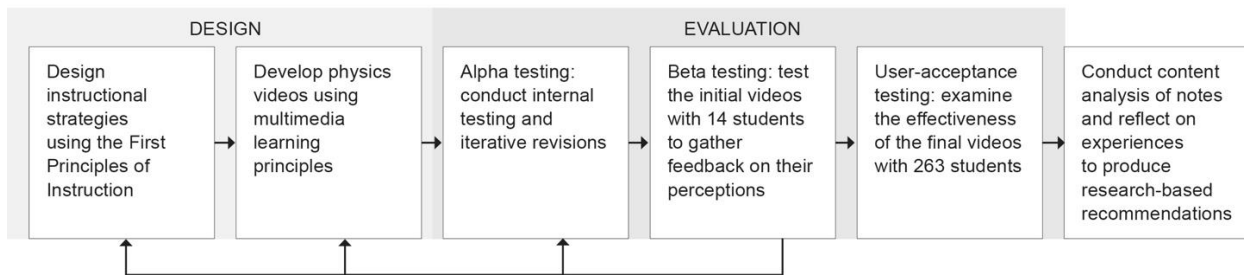 DESIGN
EVALUATION
Design
instructional
strategies
using the First
Principles of
Instruction
Develop physics
videos using
multimedia
learning
principles
Alpha testing:
conduct internal
testing and
iterative revisions
Beta testing: test
the initial videos
with 14 students
to gather
feedback on their
perceptions
User-acceptance
testing: examine
the effectiveness
of the final videos
with 263 students
Conduct content
analysis of notes
and reflect on
experiences
to produce
research-based
recommendations